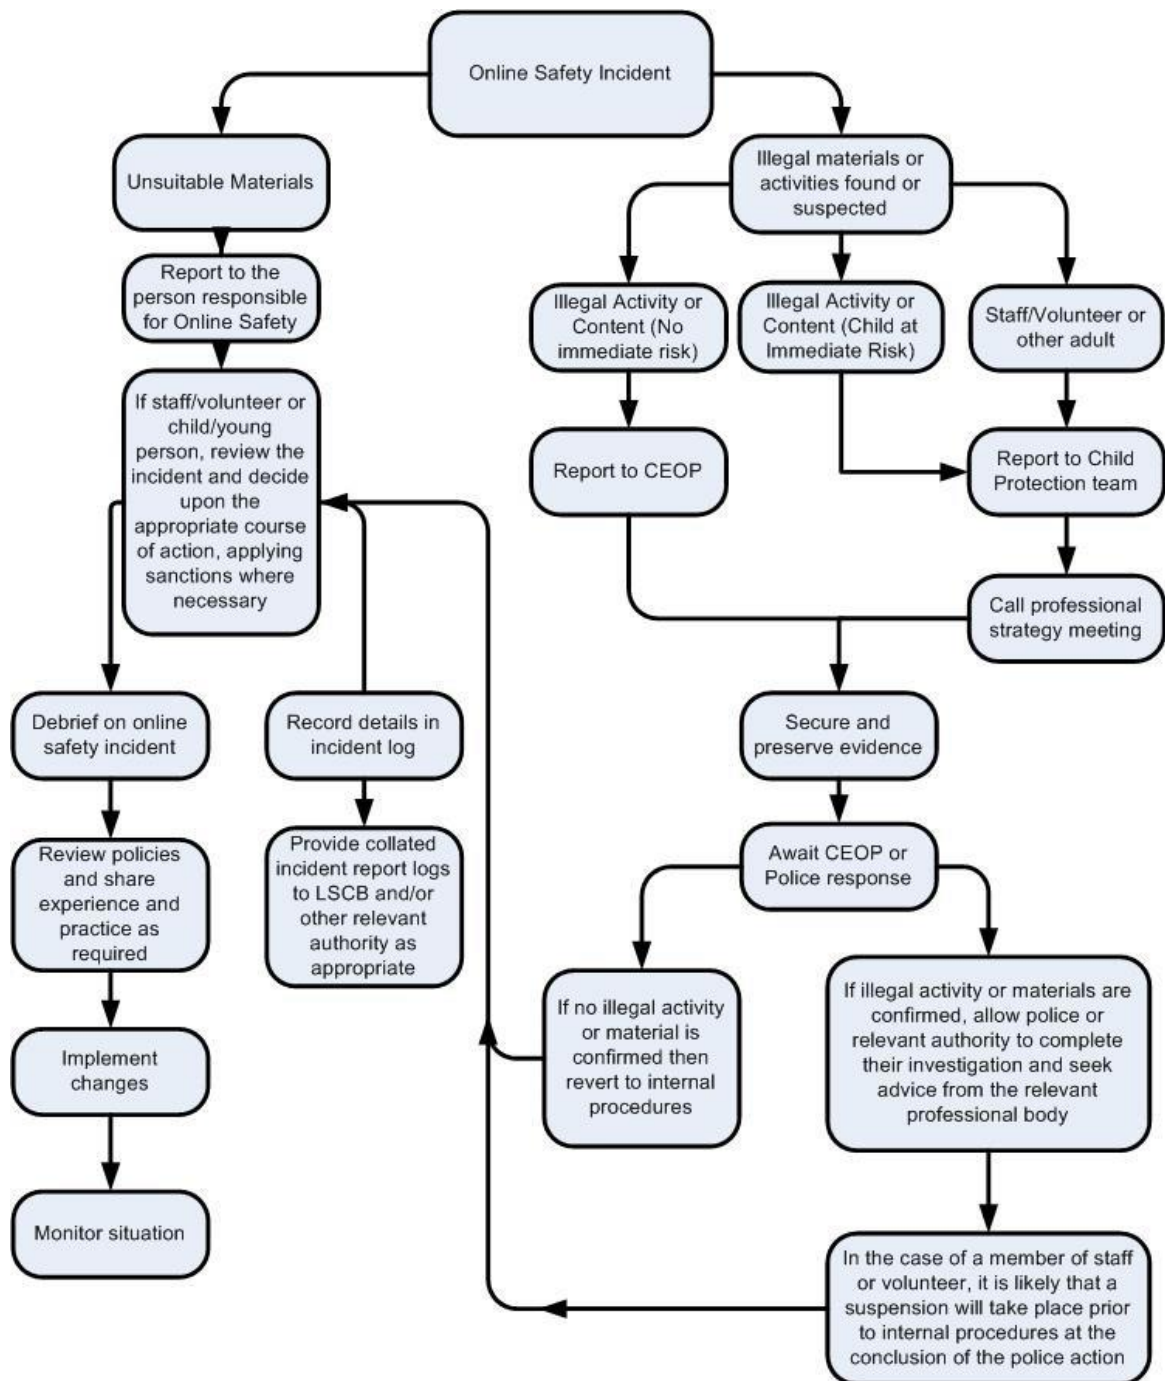 Online Safety Incident
Unsuitable Materials
Report to the
person responsible
for Online Safety
If staff/volunteer or
child/young
person, review the
incident and decide
upon the
appropriate course
of action, applying
sanctions where
necessary
Debrief on online
safety incident
Review policies
and share
experience and
practice as
required
Implement
changes
Monitor situation
Record details in
incident log
Provide collated
incident report logs
to LSCB and/or
other relevant
authority as
appropriate
Illegal materials or
activities found or
suspected
Illegal Activity or
Content (No
immediate risk)
Illegal Activity or
Content (Child at
Immediate Risk)
Staff/Volunteer or
other adult
Report to CEOP
Report to Child
Protection team
Call professional
strategy meeting
Secure and
preserve evidence
Await CEOP or
Police response
If no illegal activity
or material is
confirmed then
revert to internal
procedures
If illegal activity or materials are
confirmed, allow police or
relevant authority to complete
their investigation and seek
advice from the relevant
professional body
In the case of a member of staff
or volunteer, it is likely that a
suspension will take place prior
to internal procedures at the
conclusion of the police action